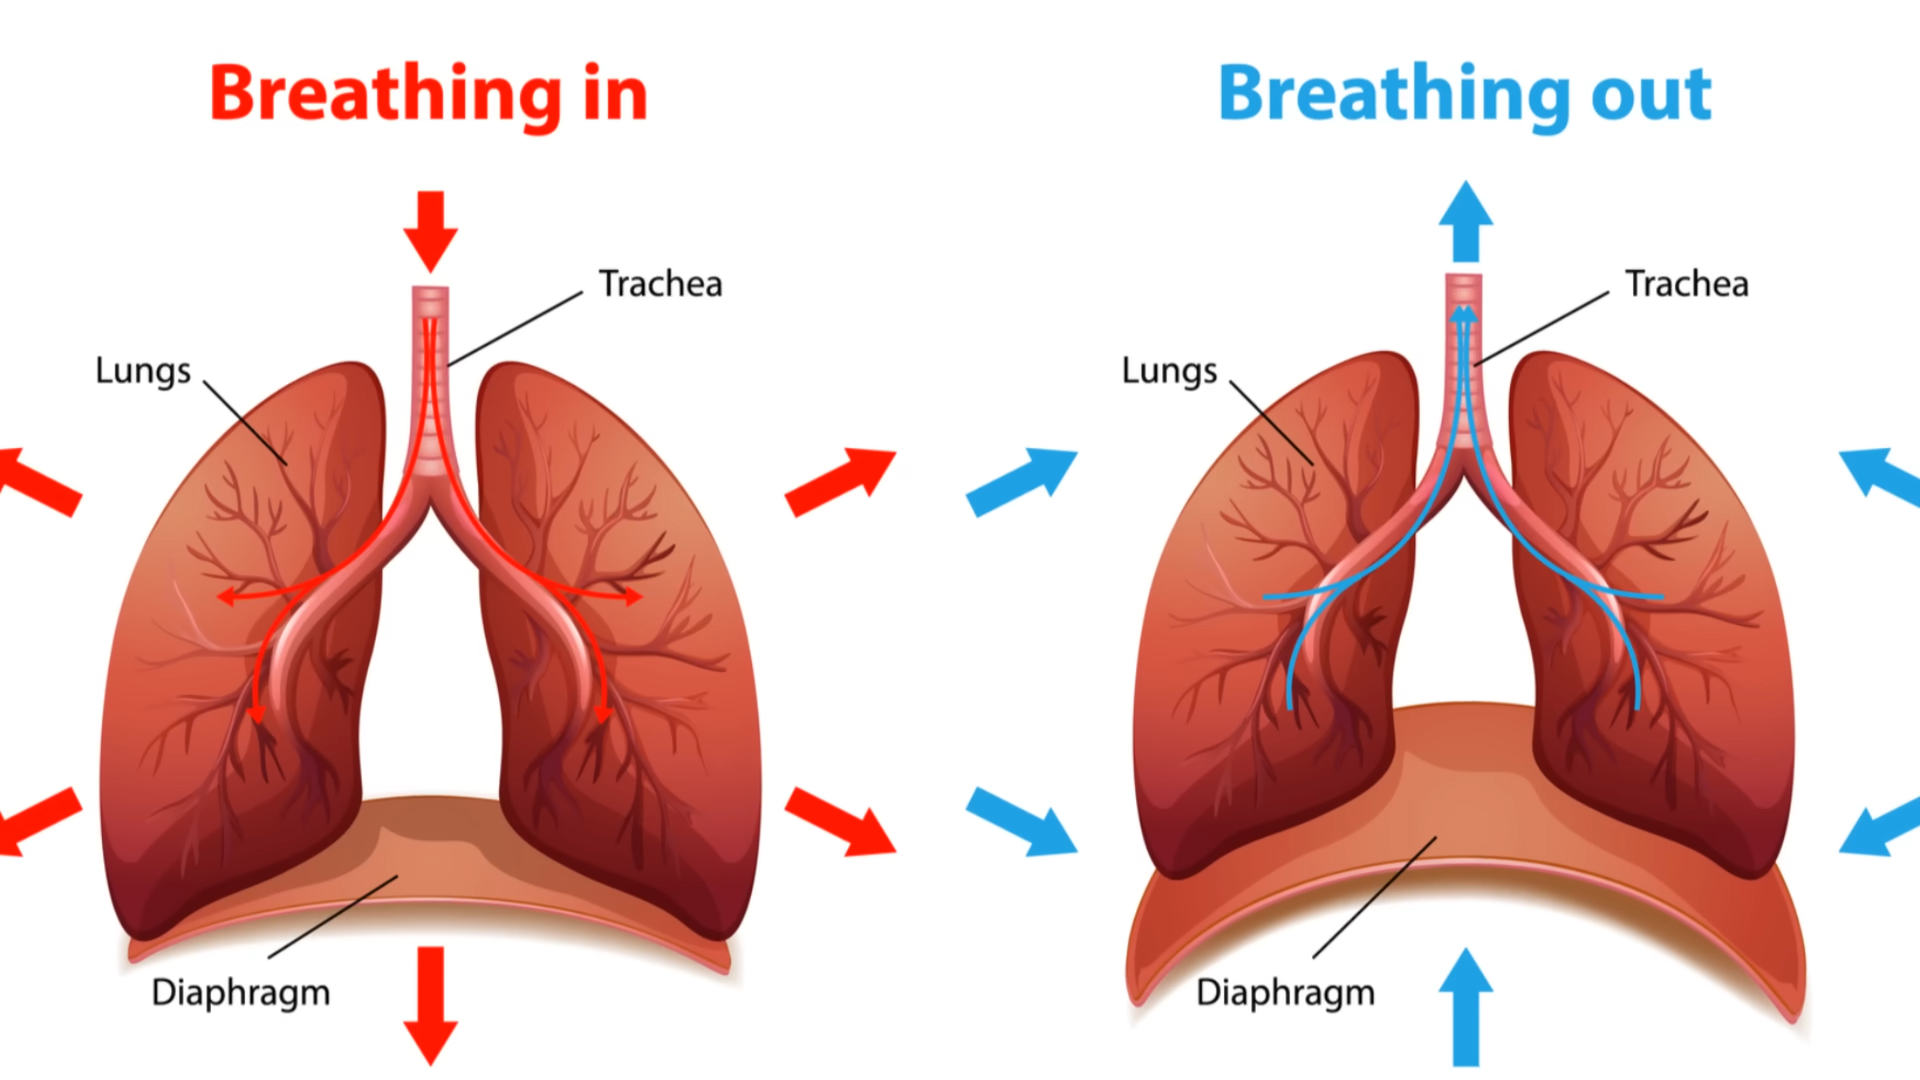 Breathing in
Trachea
Lungs
Diaphragm
Breathing out
Trachea
Lungs
Diaphragm